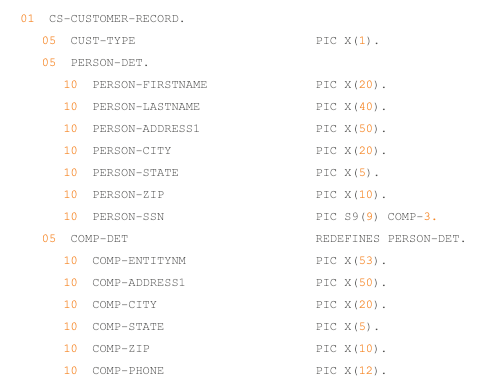 01 CS-CUSTOMER-RECORD.
05 CUST-TYPE PIC X(1).
05 PERSON-DET.
10 PERSON-FIRSTNAME PIC X(20).
10 PERSON-LASTNAME PIC X(40).
10 PERSON-ADDRESS1 PIC X(50).
10 PERSON-CITY PIC X(20).
10 PERSON-STATE PIC X(5).
10 PERSON-ZIP PIC X(10).
10 PERSON-SSN PIC S9(9) COMP-3.
05 COMP-DET REDEFINES PERSON-DET.
10 COMP-ENTITYNM PIC X(53).
10 COMP-ADDRESS1 PIC X(50).
10 COMP-CITY PIC X(20).
10 COMP-STATE PIC X(5).
10 COMP-ZIP PIC X(10).
10 COMP-PHONE PIC X(12).